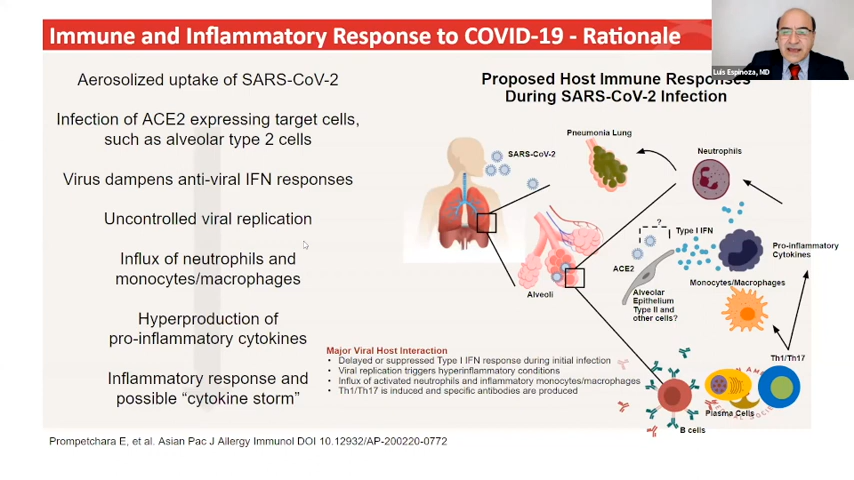 Immune and Inflammatory Response to COVID-19 - Rationale
Luis Espinoza, MD
Aerosolized uptake of SARS-CoV-2
Infection of ACE2 expressing target cells,
such as alveolar type 2 cells
Virus dampens anti-viral IFN responses
Uncontrolled viral replication
Influx of neutrophils and
monocytes/macrophages
Hyperproduction of
pro-inflammatory cytokines
Inflammatory response and
possible “cytokine storm”
Proposed Host Immune Responses
During SARS-CoV-2 Infection
SARS-CoV-2
Pneumonia Lung
Neutrophils
?
Type I IFN
Pro-inflammatory
Cytokines
ACE2
Monocytes/Macrophages
Alveoli
Alveolar
Epithelium
Type II and
other cells?
Th1/Th17
Plasma Cells
B cells
Major Viral Host Interaction
• Delayed or suppressed Type I IFN response during initial infection
• Viral replication triggers hyperinflammatory conditions
• Influx of activated neutrophils and inflammatory monocytes/macrophages
• Th1/Th17 is induced and specific antibodies are produced
Prompetchara E, et al. Asian Pac J Allergy Immunol DOI 10.12932/AP-200220-0772